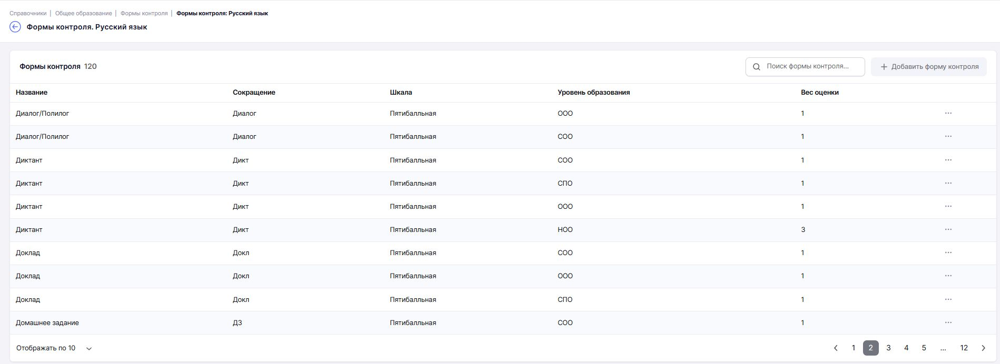 Справочники | Общее образование | Формы контроля | Формы контроля: Русский язык
Формы контроля. Русский язык
Формы контроля 120 Поиск формы контроля... + Добавить форму контроля
Название Сокращение Шкала Уровень образования Вес оценки
Диалог/Полилог Диалог Пятибалльная ООО 1 ...
Диалог/Полилог Диалог Пятибалльная СОО 1 ...
Диктант Дикт Пятибалльная СОО 1 ...
Диктант Дикт Пятибалльная СПО 1 ...
Диктант Дикт Пятибалльная ООО 1 ...
Диктант Дикт Пятибалльная НОО 3 ...
Доклад Докл Пятибалльная СОО 1 ...
Доклад Докл Пятибалльная ООО 1 ...
Доклад Докл Пятибалльная СПО 1 ...
Домашнее задание ДЗ Пятибалльная СОО 1 ...
Отображать по 10 1 2 3 4 5 ... 12